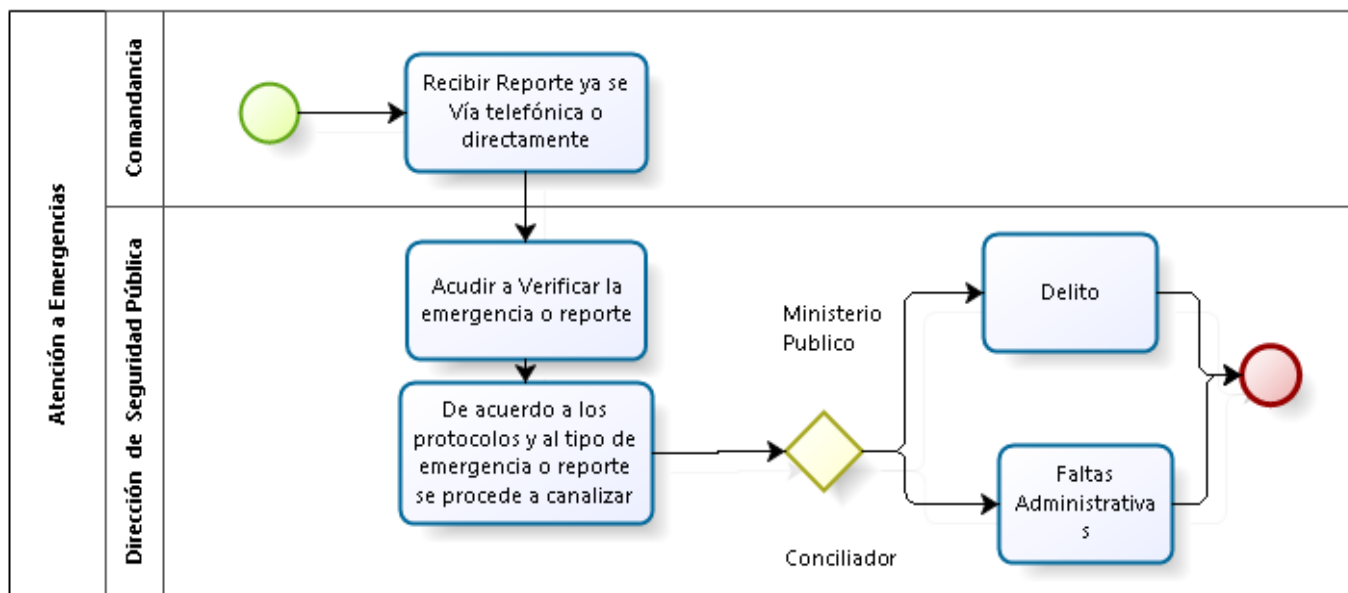 Atención a Emergencias
Comandancia
Recibir Reporte ya se
Vía telefónica o
directamente
Dirección de Seguridad Pública
Acudir a Verificar la
emergencia o reporte
De acuerdo a los
protocolos y al tipo de
emergencia o reporte
se procede a canalizar
Ministerio
Publico
Conciliador
Delito
Faltas
Administrativa
s